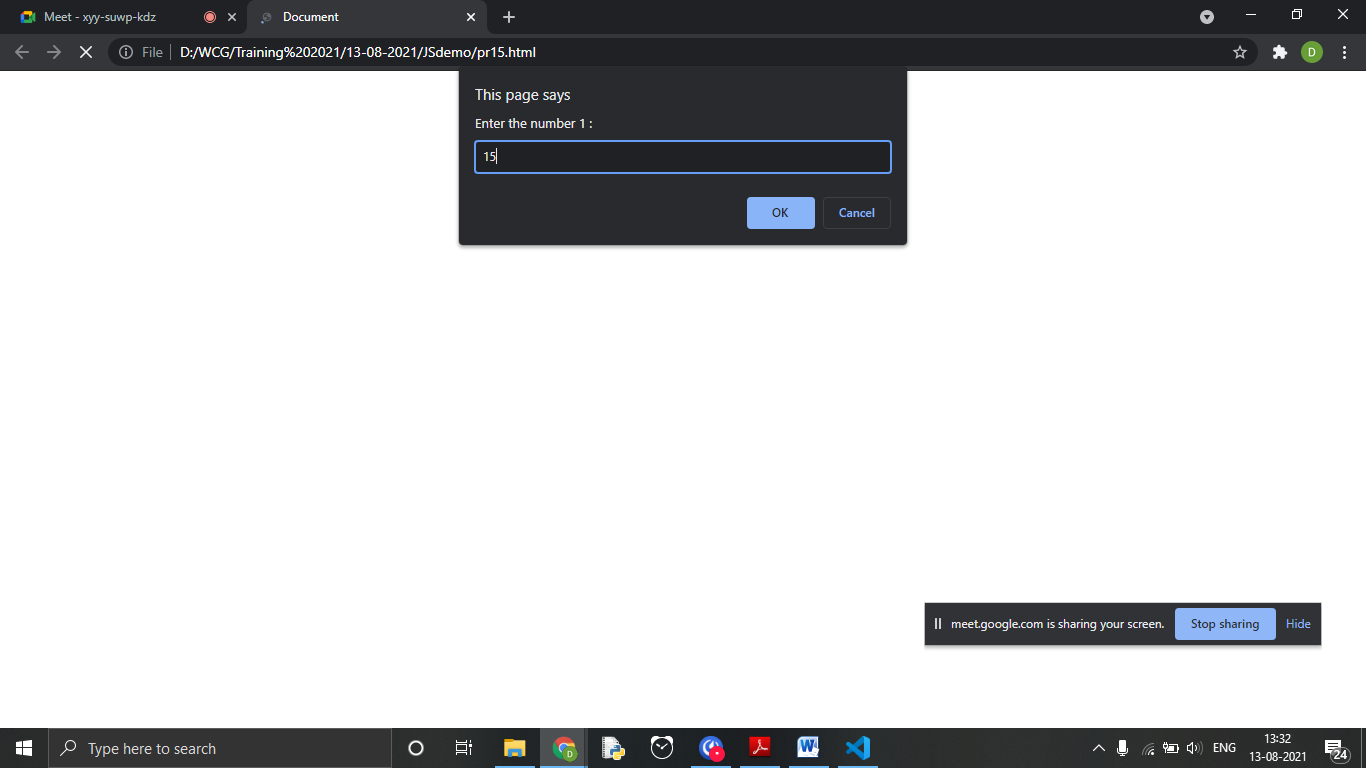 Meet - xyy-suwp-kdz
Document
File
D:/WCG/Training%202021/13-08-2021/JSdemo/pr15.html
D
This page says
Enter the number 1 :
15
OK
Cancel
meet.google.com is sharing your screen.
Stop sharing
Hide
Type here to search
D
W
ENG
13:32
13-08-2021
24